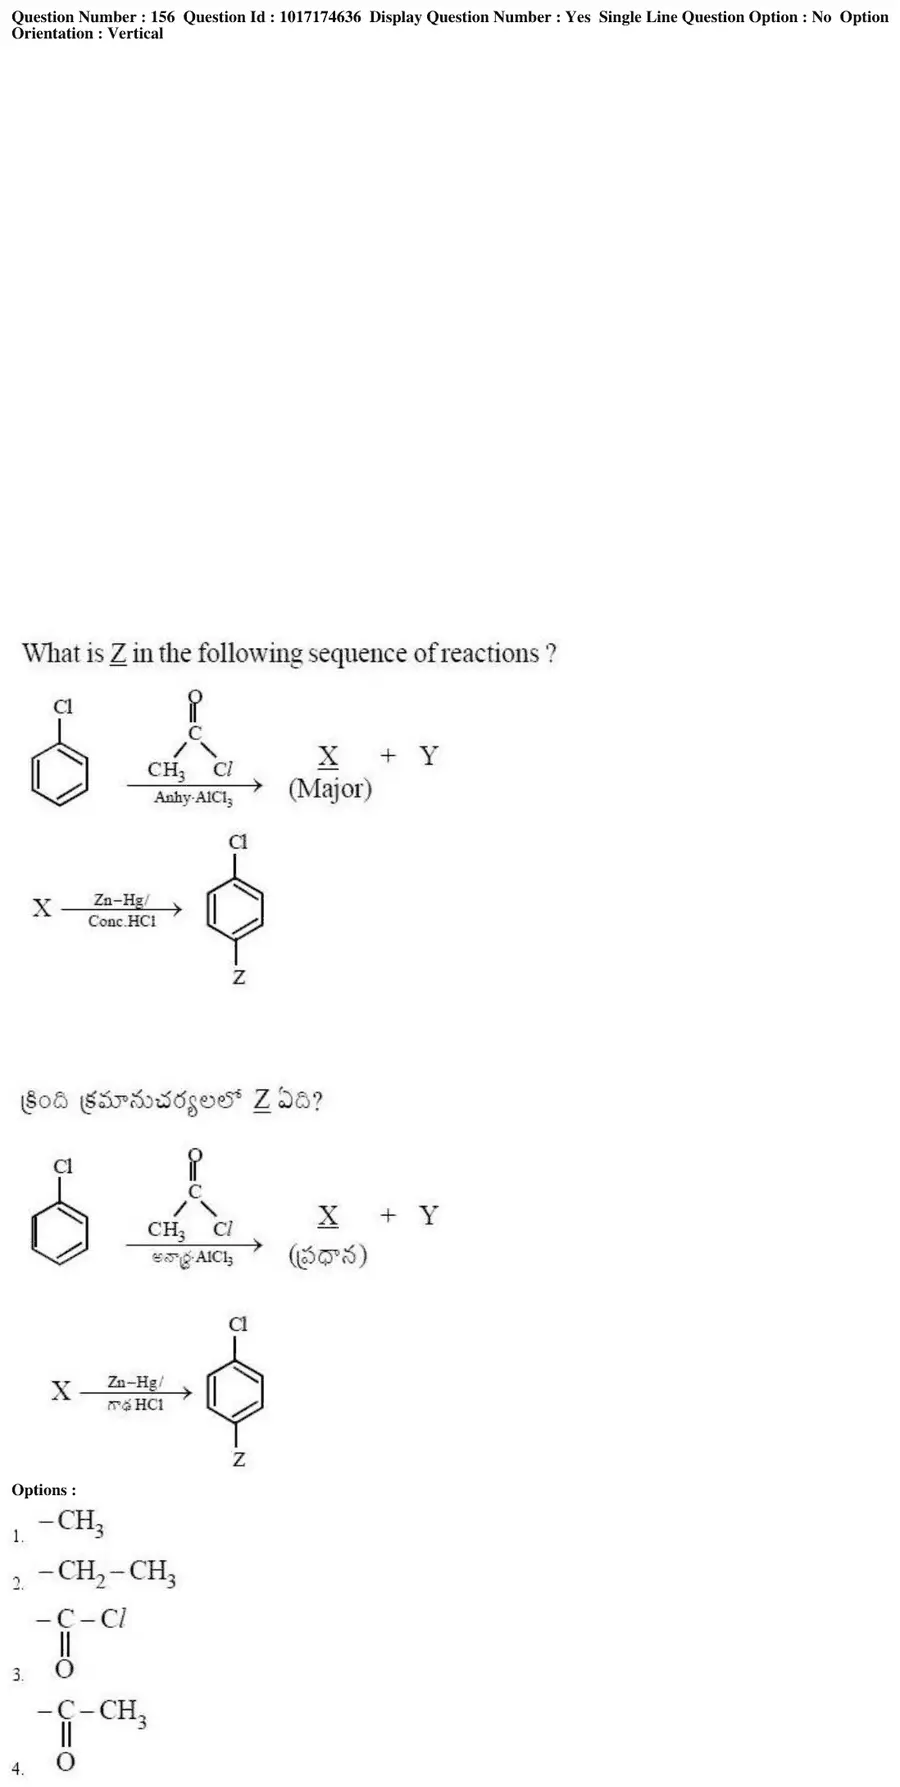 Question Number : 156 Question Id : 1017174636 Display Question Number : Yes Single Line Question Option : No Option
Orientation : Vertical
What is Z in the following sequence of reactions ?
Cl
O
C
CH3 Cl
Anhy·AlCl3
X + Y
(Major)
Cl
X Zn–Hg/
Conc.HCl
Z
క్రింది క్రమానుచర్యలలో Z ఏది?
Cl
O
C
CH3 Cl
అనార్ద్ర·AlCl3
X + Y
(ప్రధాన)
Cl
X Zn–Hg/
గాఢ HCl
Z
Options :
1. –CH3
2. –CH2–CH3
3. –C–Cl
O
4. –C–CH3
O